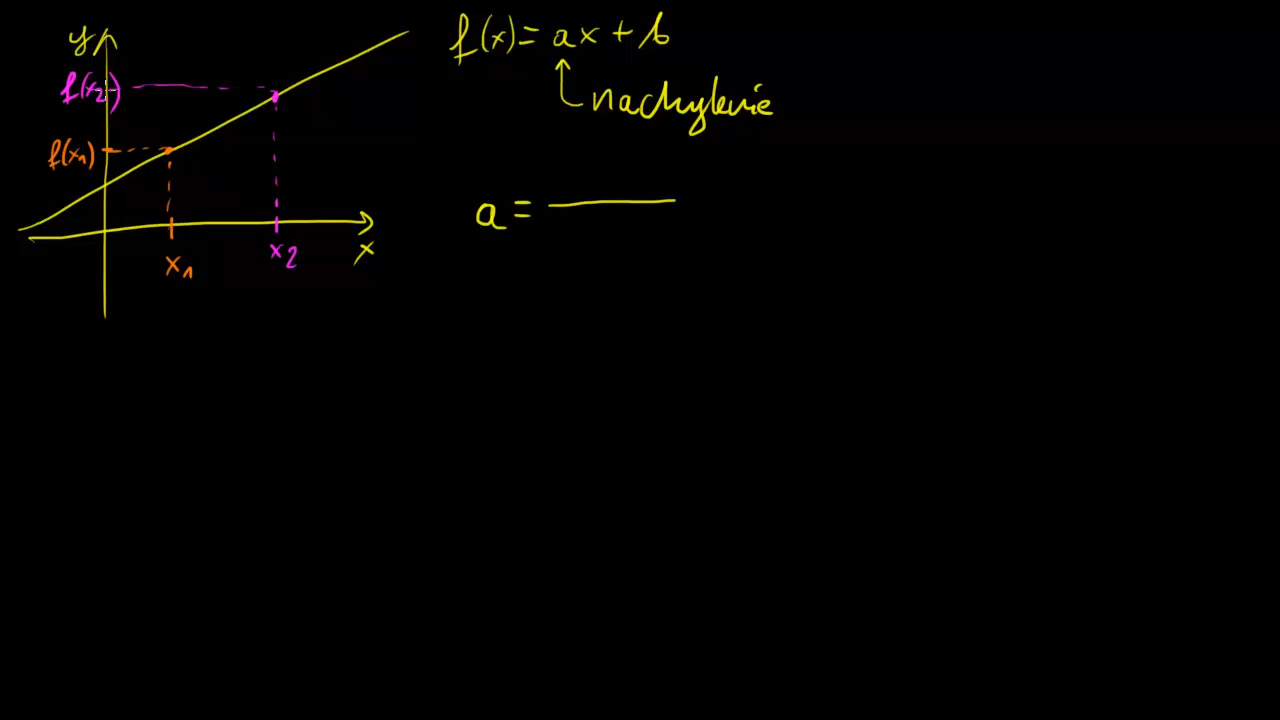 y
f(x) = ax + b
f(x₂)
nachylenie
f(x₁)
a =
x₁
x₂
x